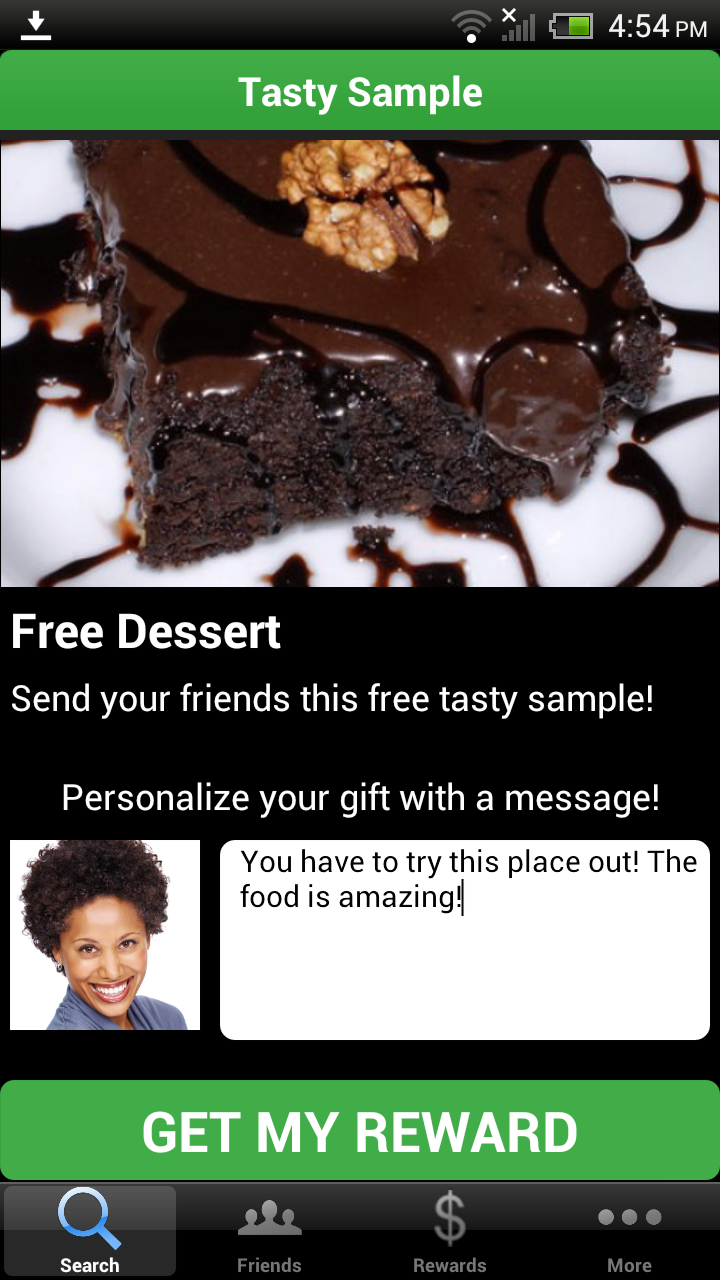 4:54 PM
Tasty Sample
Free Dessert
Send your friends this free tasty sample!
Personalize your gift with a message!
You have to try this place out! The
food is amazing!
GET MY REWARD
$
Search Friends Rewards More